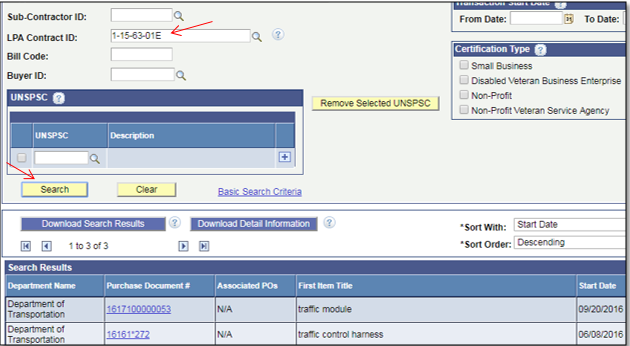 Sub-Contractor ID:
LPA Contract ID: 1-15-63-01E
Bill Code:
Buyer ID:
Transaction Start Date
From Date: To Date:
Certification Type
Small Business
Disabled Veteran Business Enterprise
Non-Profit
Non-Profit Veteran Service Agency
UNSPSC
Remove Selected UNSPSC
UNSPSC Description
Search Clear Basic Search Criteria
Download Search Results Download Detail Information
1 to 3 of 3
*Sort With: Start Date
*Sort Order: Descending
Search Results
Department Name Purchase Document # Associated POs First Item Title Start Date
Department of Transportation 1617100000053 N/A traffic module 09/20/2016
Department of Transportation 16161*272 N/A traffic control harness 06/08/2016